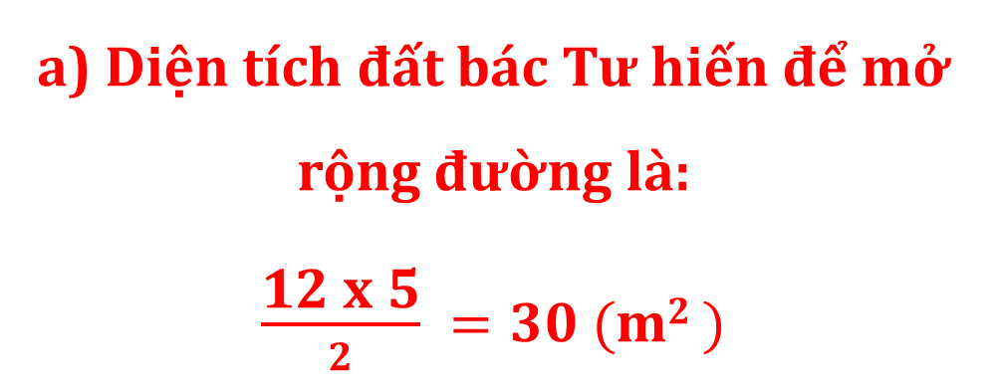 a) Diện tích đất bác Tư hiến để mở
rộng đường là:
12 x 5 / 2 = 30 (m² )